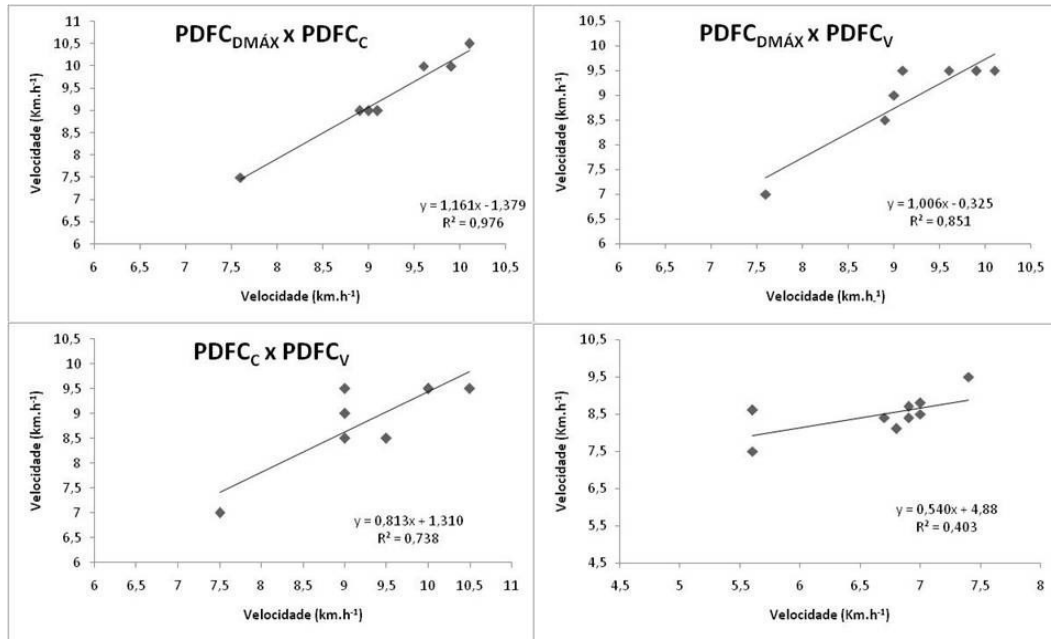 PDFC_DMÁX x PDFC_C
Velocidade (Km.h⁻¹)
11
10,5
10
9,5
9
8,5
8
7,5
7
6,5
6
y = 1,161x - 1,379
R² = 0,976
6 6,5 7 7,5 8 8,5 9 9,5 10 10,5
Velocidade (km.h⁻¹)
PDFC_DMÁX x PDFC_V
Velocidade (Km.h⁻¹)
10,5
10
9,5
9
8,5
8
7,5
7
6,5
6
y = 1,006x - 0,325
R² = 0,851
6 6,5 7 7,5 8 8,5 9 9,5 10 10,5
Velocidade (km.h.¹)
PDFC_C x PDFC_V
Velocidade (Km.h⁻¹)
10,5
10
9,5
9
8,5
8
7,5
7
6,5
6
y = 0,813x + 1,310
R² = 0,738
6 6,5 7 7,5 8 8,5 9 9,5 10 10,5 11
Velocidade (km.h⁻¹)
Velocidade (Km.h⁻¹)
10,5
9,5
8,5
7,5
6,5
5,5
4,5
y = 0,540x + 4,88
R² = 0,403
4,5 5 5,5 6 6,5 7 7,5 8
Velocidade (Km.h⁻¹)